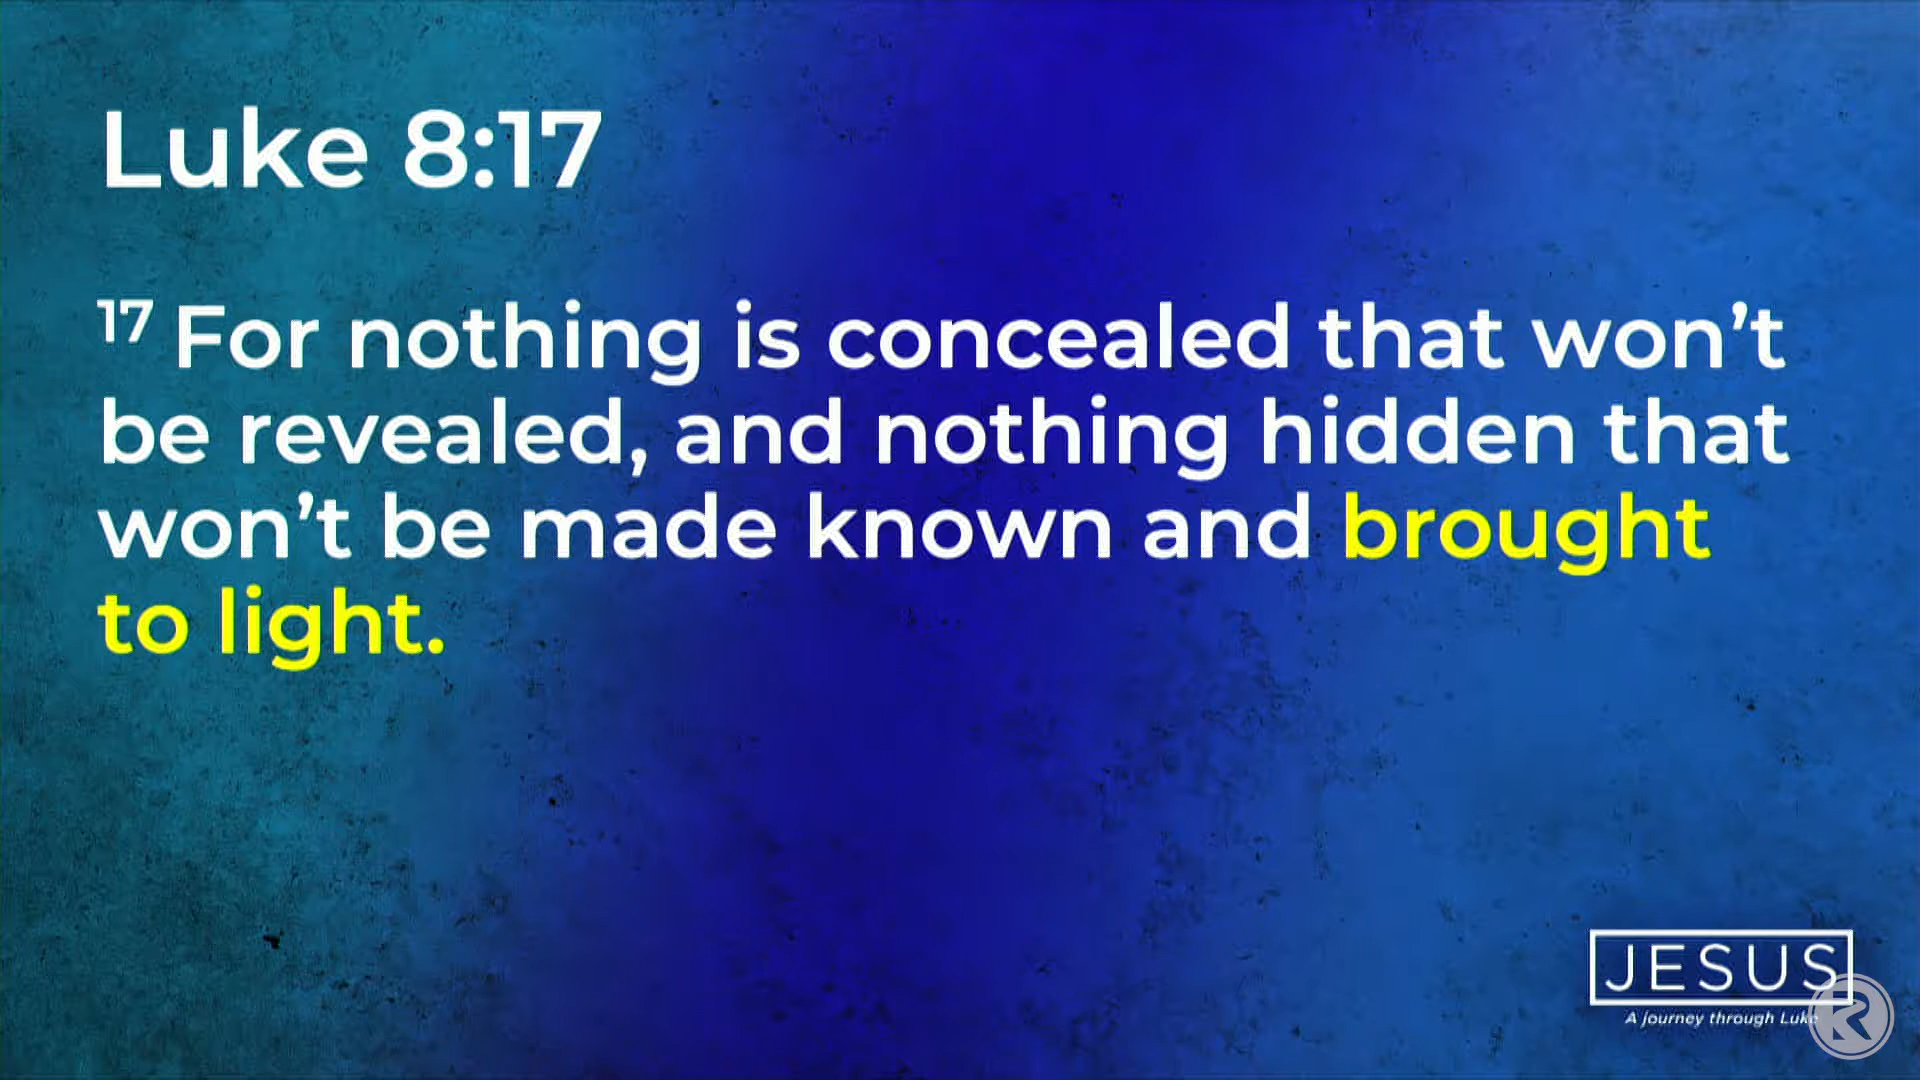 Luke 8:17
17 For nothing is concealed that won’t
be revealed, and nothing hidden that
won’t be made known and brought
to light.
JESUS
A journey through Luke
R